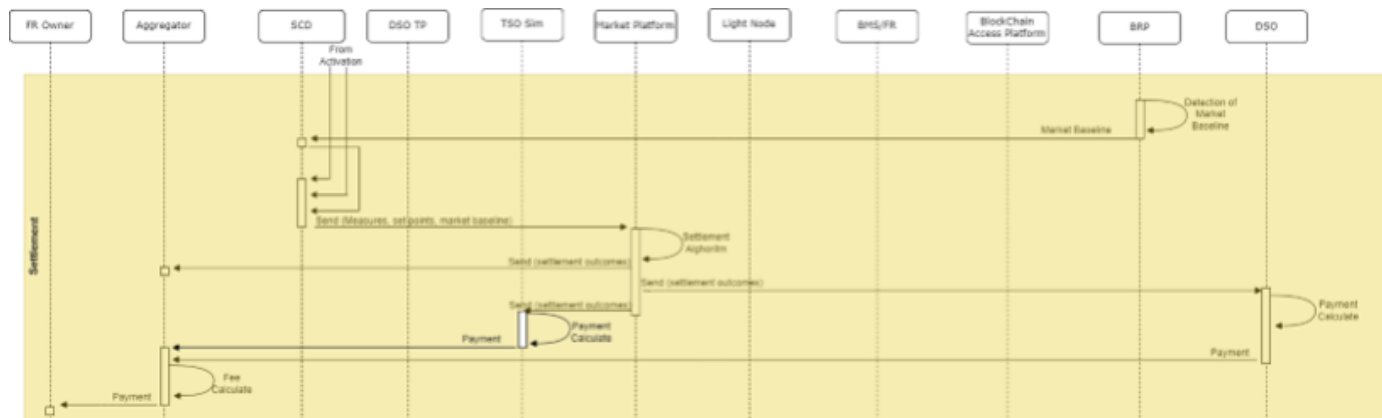 FR Owner
Aggregator
SCD
DSO TP
TSO Sim
Market Platform
Light Node
BMS/FR
BlockChain
Access Platform
BRP
DSO
From
Activation
Detection of
Market
Baseline
Market Baseline
Settlement
Send (Measures, set points, market baseline)
Settlement
Alghoritm
Send (settlement outcomes)
Send (settlement outcomes)
Send (settlement outcomes)
Payment
Calculate
Payment
Calculate
Payment
Payment
Fee
Calculate
Payment